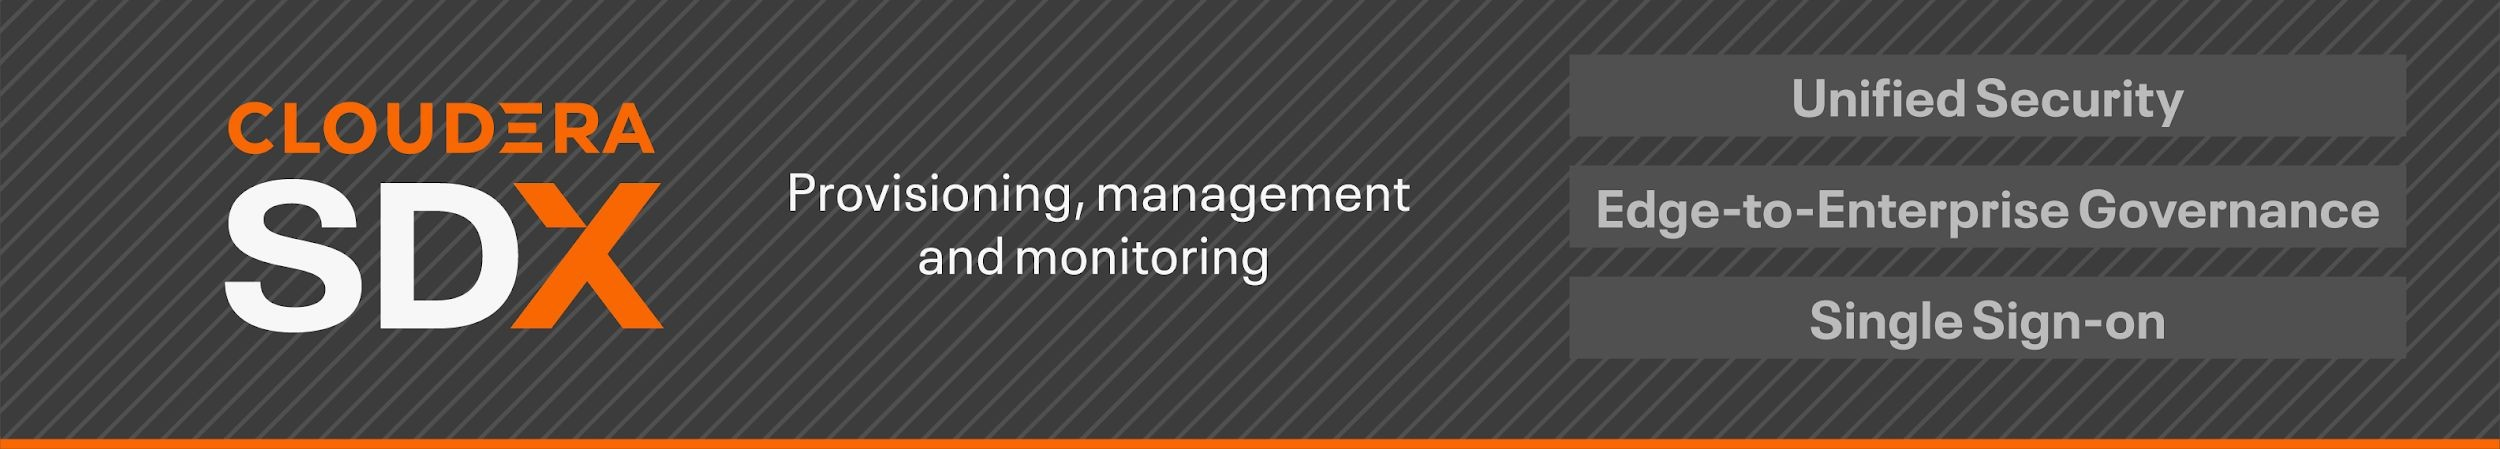 CLOUDERA
SDX
Provisioning, management
and monitoring
Unified Security
Edge-to-Enterprise Governance
Single Sign-on